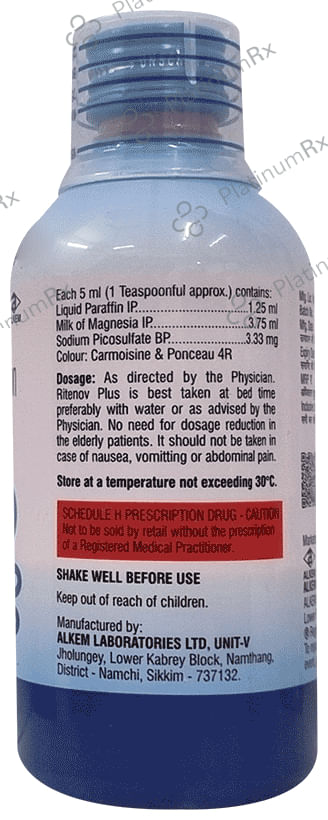 PlatinumRx
Each 5 ml (1 Teaspoonful approx.) contains:
Liquid Paraffin IP..............................1.25 ml
Milk of Magnesia IP..........................3.75 ml
Sodium Picosulfate BP.....................3.33 mg
Colour: Carmoisine & Ponceau 4R
Dosage: As directed by the Physician.
Ritenov Plus is best taken at bed time
preferably with water or as advised by the
Physician. No need for dosage reduction in
the elderly patients. It should not be taken in
case of nausea, vomitting or abdominal pain.
Store at a temperature not exceeding 30°C.
SCHEDULE H PRESCRIPTION DRUG - CAUTION
Not to be sold by retail without the prescription
of a Registered Medical Practitioner.
SHAKE WELL BEFORE USE
Keep out of reach of children.
Manufactured by:
ALKEM LABORATORIES LTD, UNIT-V
Jholungey, Lower Kabrey Block, Namthang,
District - Namchi, Sikkim - 737132.